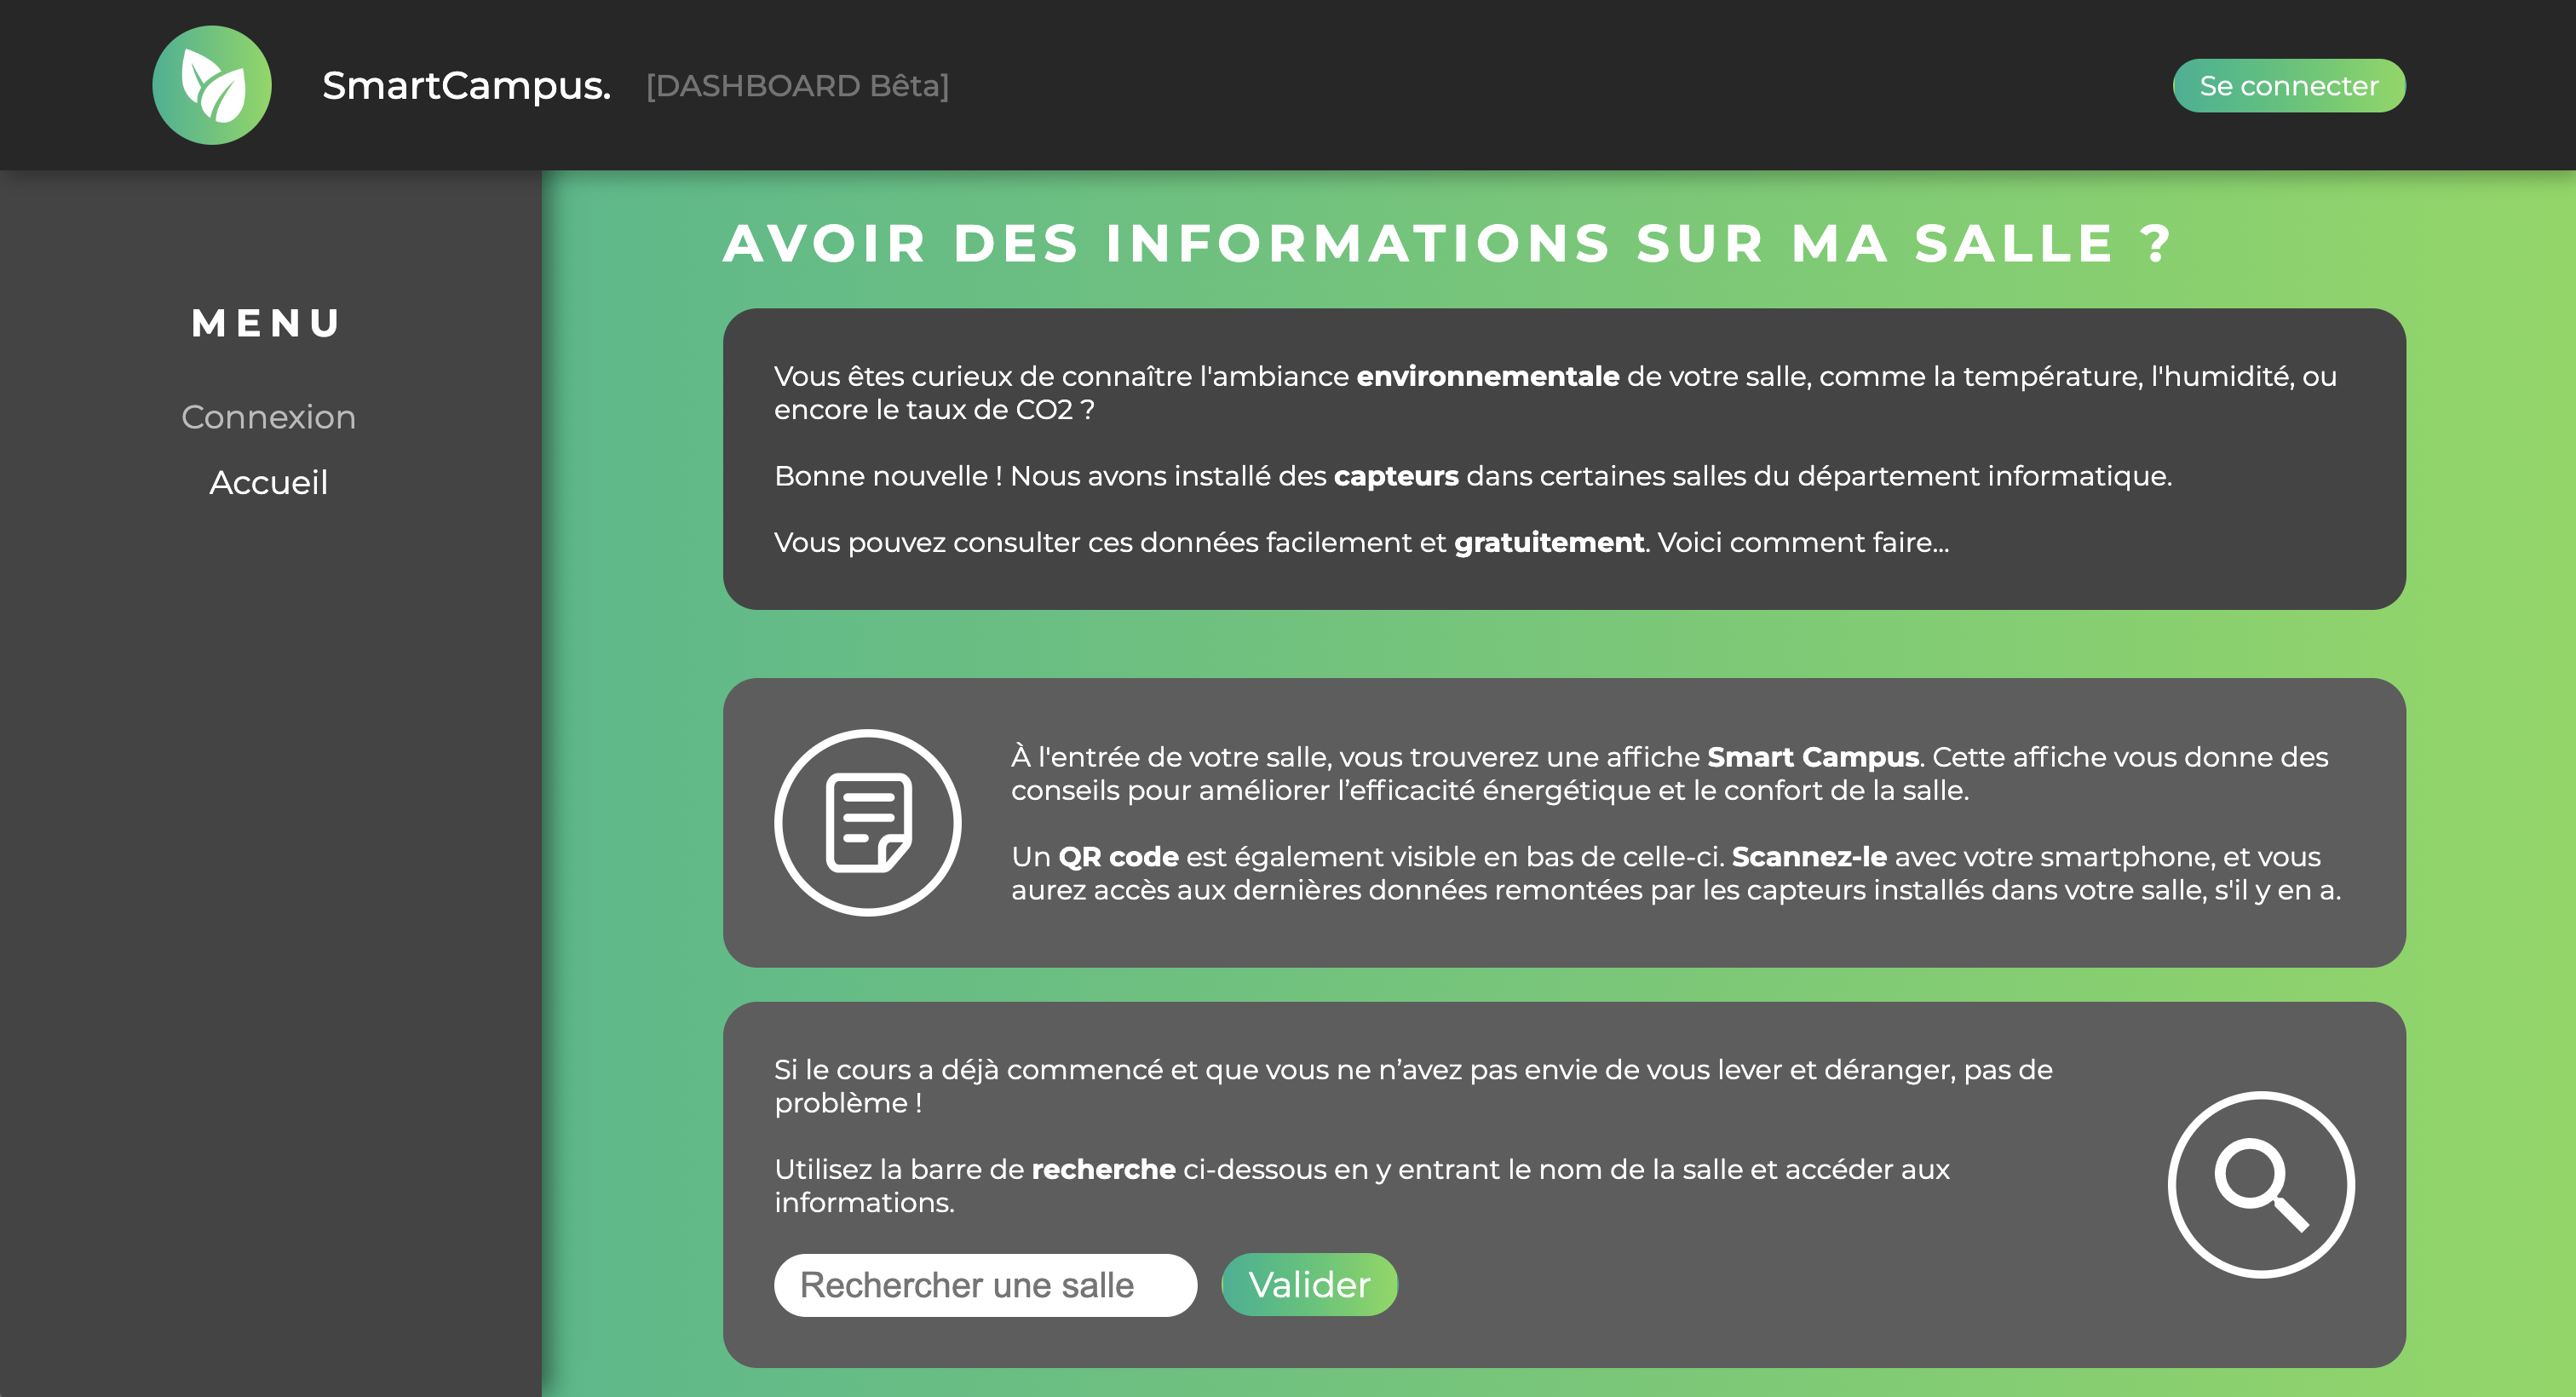 SmartCampus.
[DASHBOARD Bêta]
Se connecter
MENU
Connexion
Accueil
AVOIR DES INFORMATIONS SUR MA SALLE ?
Vous êtes curieux de connaître l'ambiance environnementale de votre salle, comme la température, l'humidité, ou
encore le taux de CO2 ?
Bonne nouvelle ! Nous avons installé des capteurs dans certaines salles du département informatique.
Vous pouvez consulter ces données facilement et gratuitement. Voici comment faire...
À l'entrée de votre salle, vous trouverez une affiche Smart Campus. Cette affiche vous donne des
conseils pour améliorer l’efficacité énergétique et le confort de la salle.
Un QR code est également visible en bas de celle-ci. Scannez-le avec votre smartphone, et vous
aurez accès aux dernières données remontées par les capteurs installés dans votre salle, s'il y en a.
Si le cours a déjà commencé et que vous ne n’avez pas envie de vous lever et déranger, pas de
problème !
Utilisez la barre de recherche ci-dessous en y entrant le nom de la salle et accéder aux
informations.
Rechercher une salle
Valider